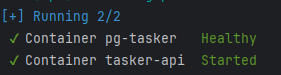 [+] Running 2/2
✓ Container pg-tasker Healthy
✓ Container tasker-api Started